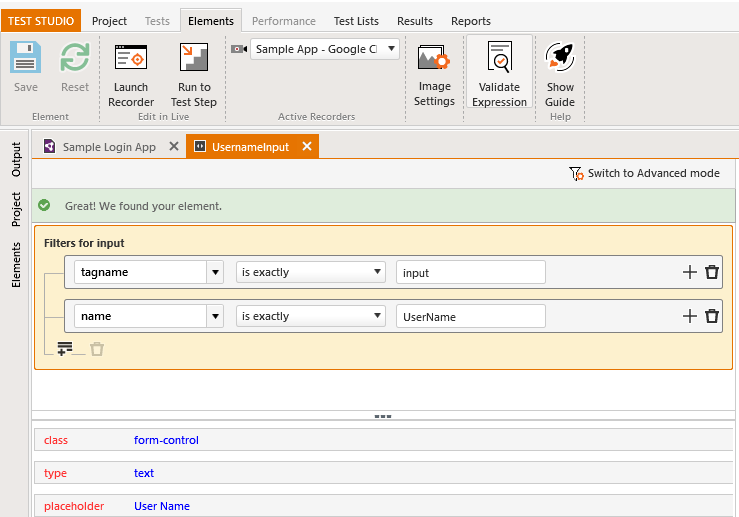 TEST STUDIO Project Tests Elements Performance Test Lists Results Reports
Save Reset Launch Recorder Run to Test Step Sample App - Google Cl Image Settings Validate Expression Show Guide
Element Edit in Live Active Recorders Help
Output
Project
Elements
Sample Login App UsernameInput
Switch to Advanced mode
Great! We found your element.
Filters for input
tagname is exactly input
name is exactly UserName
class form-control
type text
placeholder User Name